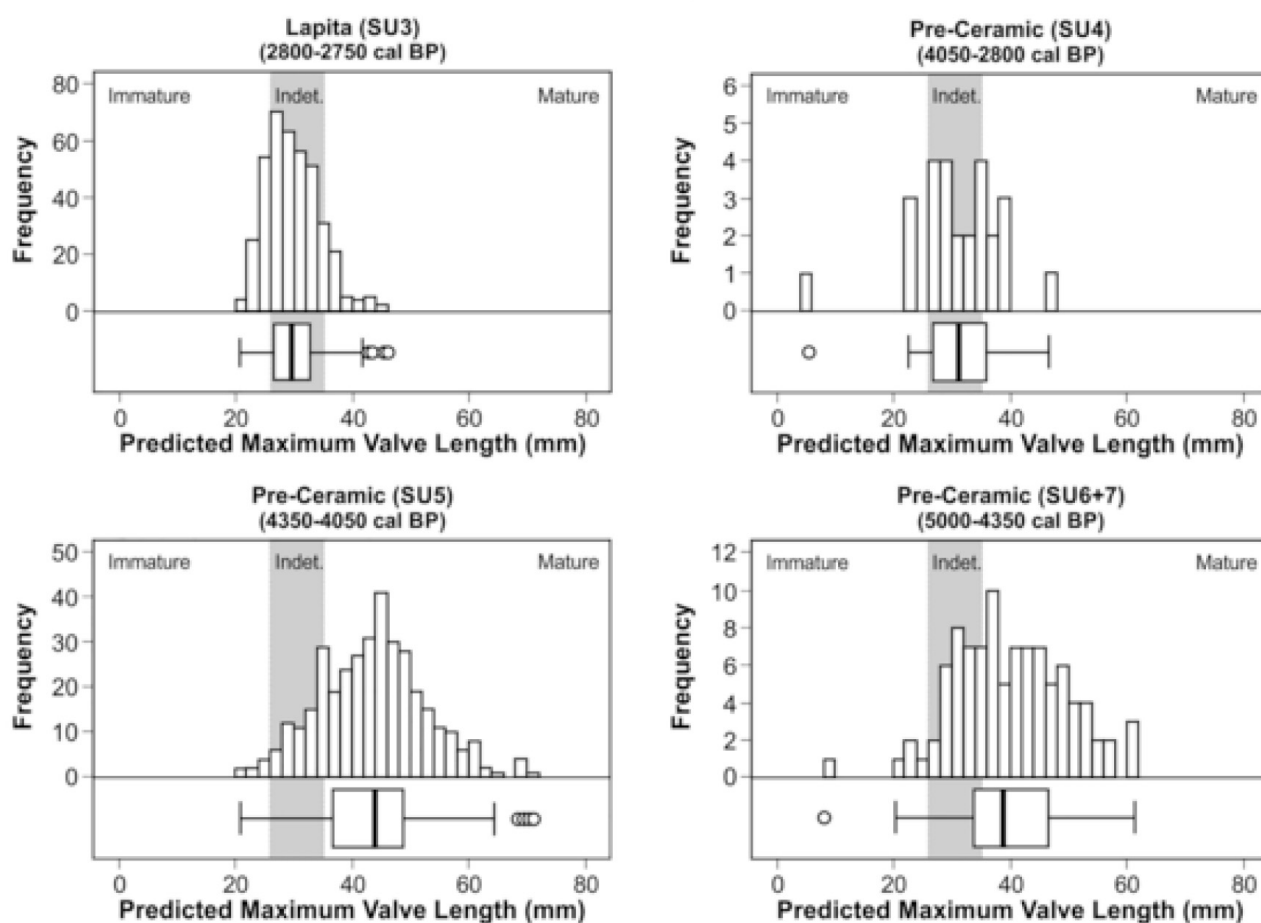 Lapita (SU3)
(2800-2750 cal BP)
80
60
40
20
0
Frequency
Immature
Indet.
Mature
0 20 40 60 80
Predicted Maximum Valve Length (mm)
Pre-Ceramic (SU4)
(4050-2800 cal BP)
6
5
4
3
2
1
0
Frequency
Immature
Indet.
Mature
0 20 40 60 80
Predicted Maximum Valve Length (mm)
Pre-Ceramic (SU5)
(4350-4050 cal BP)
50
40
30
20
10
0
Frequency
Immature
Indet.
Mature
0 20 40 60 80
Predicted Maximum Valve Length (mm)
Pre-Ceramic (SU6+7)
(5000-4350 cal BP)
12
10
8
6
4
2
0
Frequency
Immature
Indet.
Mature
0 20 40 60 80
Predicted Maximum Valve Length (mm)